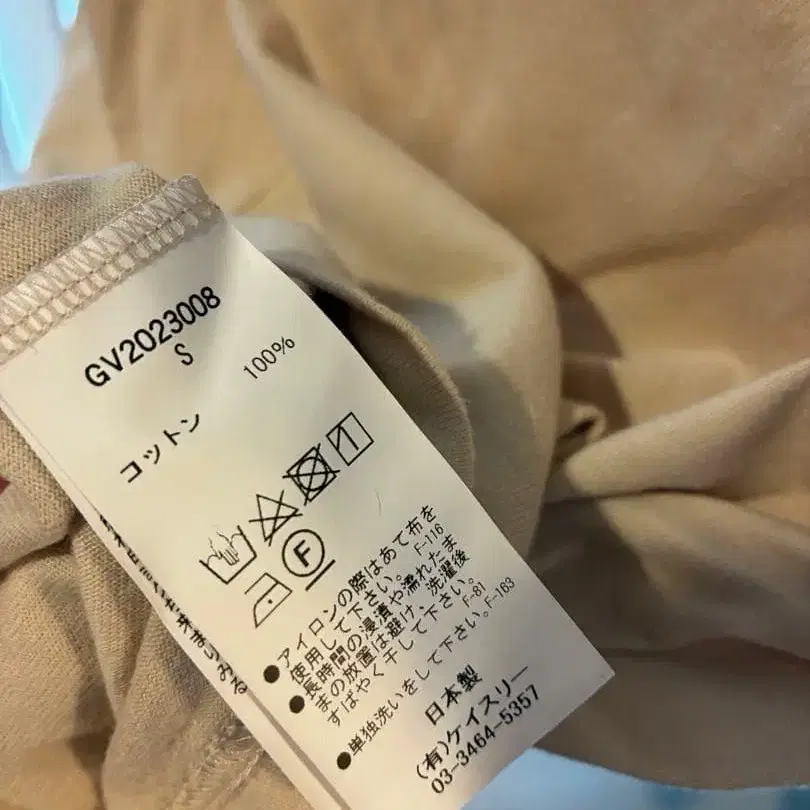 GV2023008
S
コットン 100%
F
●アイロンの際はあて布を
使用して下さい。 F-116
●長時間の浸漬や濡れたま
まの放置は避け、洗濯後
すばやく干して下さい。 F-81
●単独洗いをして下さい。F-163
日本製
(有)ケイスリー
03-3464-5357